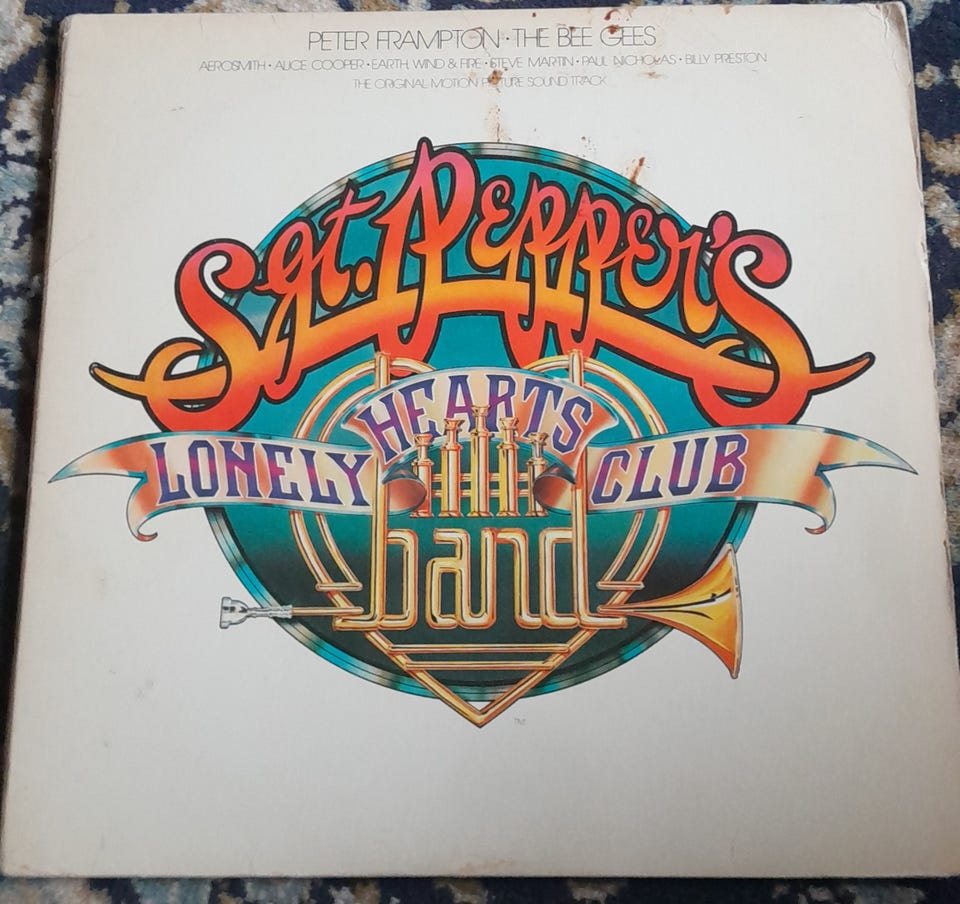 PETER FRAMPTON · THE BEE GEES
AEROSMITH · ALICE COOPER · EARTH, WIND & FIRE · STEVE MARTIN · PAUL NICHOLAS · BILLY PRESTON
THE ORIGINAL MOTION PICTURE SOUND TRACK
Sgt. Pepper's
LONELY HEARTS CLUB
band
TM